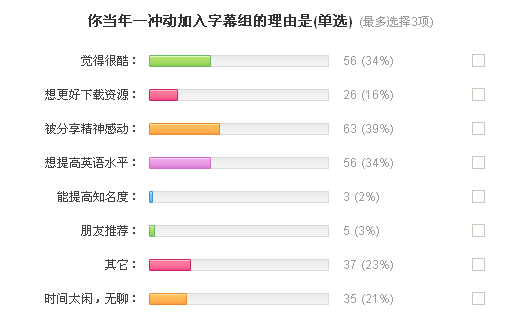 你当年一冲动加入字幕组的理由是(单选) (最多选择3项)
觉得很酷： 56 (34%)
想更好下载资源： 26 (16%)
被分享精神感动： 63 (39%)
想提高英语水平： 56 (34%)
能提高知名度： 3 (2%)
朋友推荐： 5 (3%)
其它： 37 (23%)
时间太闲，无聊： 35 (21%)